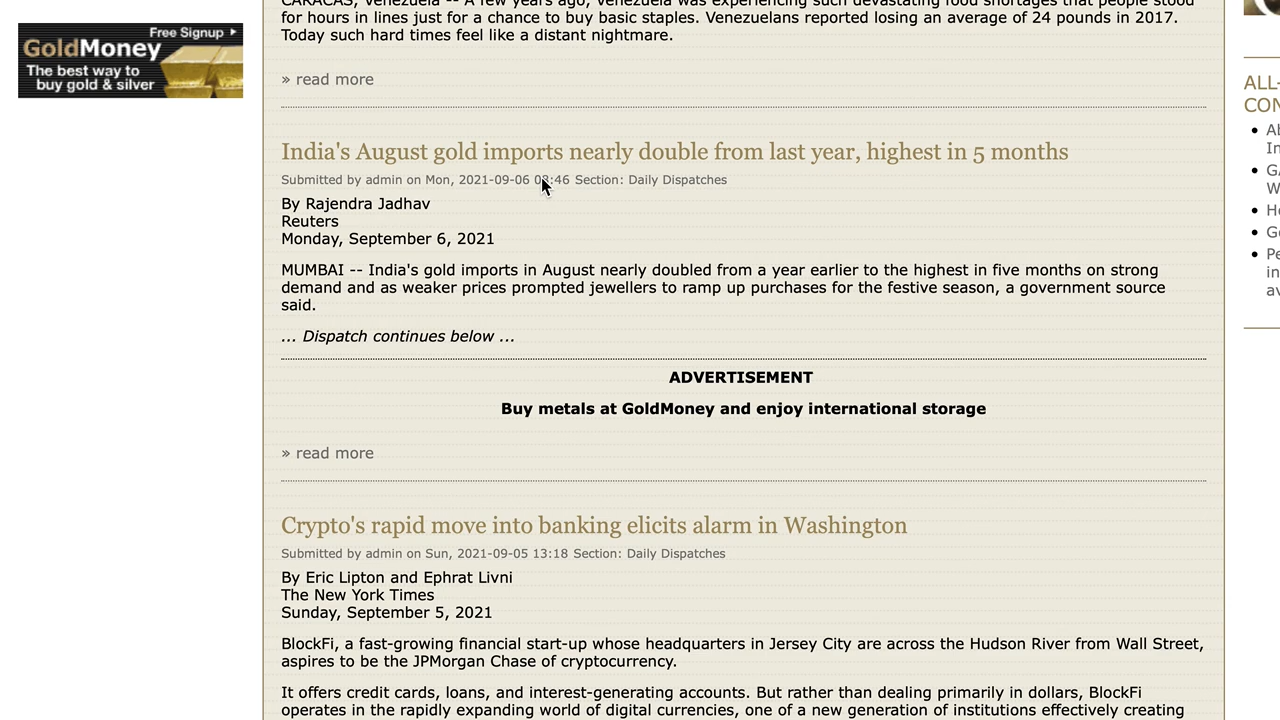 CARACAS, Venezuela -- A few years ago, Venezuela was experiencing such devastating food shortages that people stood
for hours in lines just for a chance to buy basic staples. Venezuelans reported losing an average of 24 pounds in 2017.
Today such hard times feel like a distant nightmare.
» read more
Free Signup
GoldMoney
The best way to
buy gold & silver
India's August gold imports nearly double from last year, highest in 5 months
Submitted by admin on Mon, 2021-09-06 Section: Daily Dispatches
By Rajendra Jadhav
Reuters
Monday, September 6, 2021
MUMBAI -- India's gold imports in August nearly doubled from a year earlier to the highest in five months on strong
demand and as weaker prices prompted jewellers to ramp up purchases for the festive season, a government source
said.
... Dispatch continues below ...
ADVERTISEMENT
Buy metals at GoldMoney and enjoy international storage
» read more
Crypto's rapid move into banking elicits alarm in Washington
Submitted by admin on Sun, 2021-09-05 13:18 Section: Daily Dispatches
By Eric Lipton and Ephrat Livni
The New York Times
Sunday, September 5, 2021
BlockFi, a fast-growing financial start-up whose headquarters in Jersey City are across the Hudson River from Wall Street,
aspires to be the JPMorgan Chase of cryptocurrency.
It offers credit cards, loans, and interest-generating accounts. But rather than dealing primarily in dollars, BlockFi
operates in the rapidly expanding world of digital currencies, one of a new generation of institutions effectively creating
ALL-